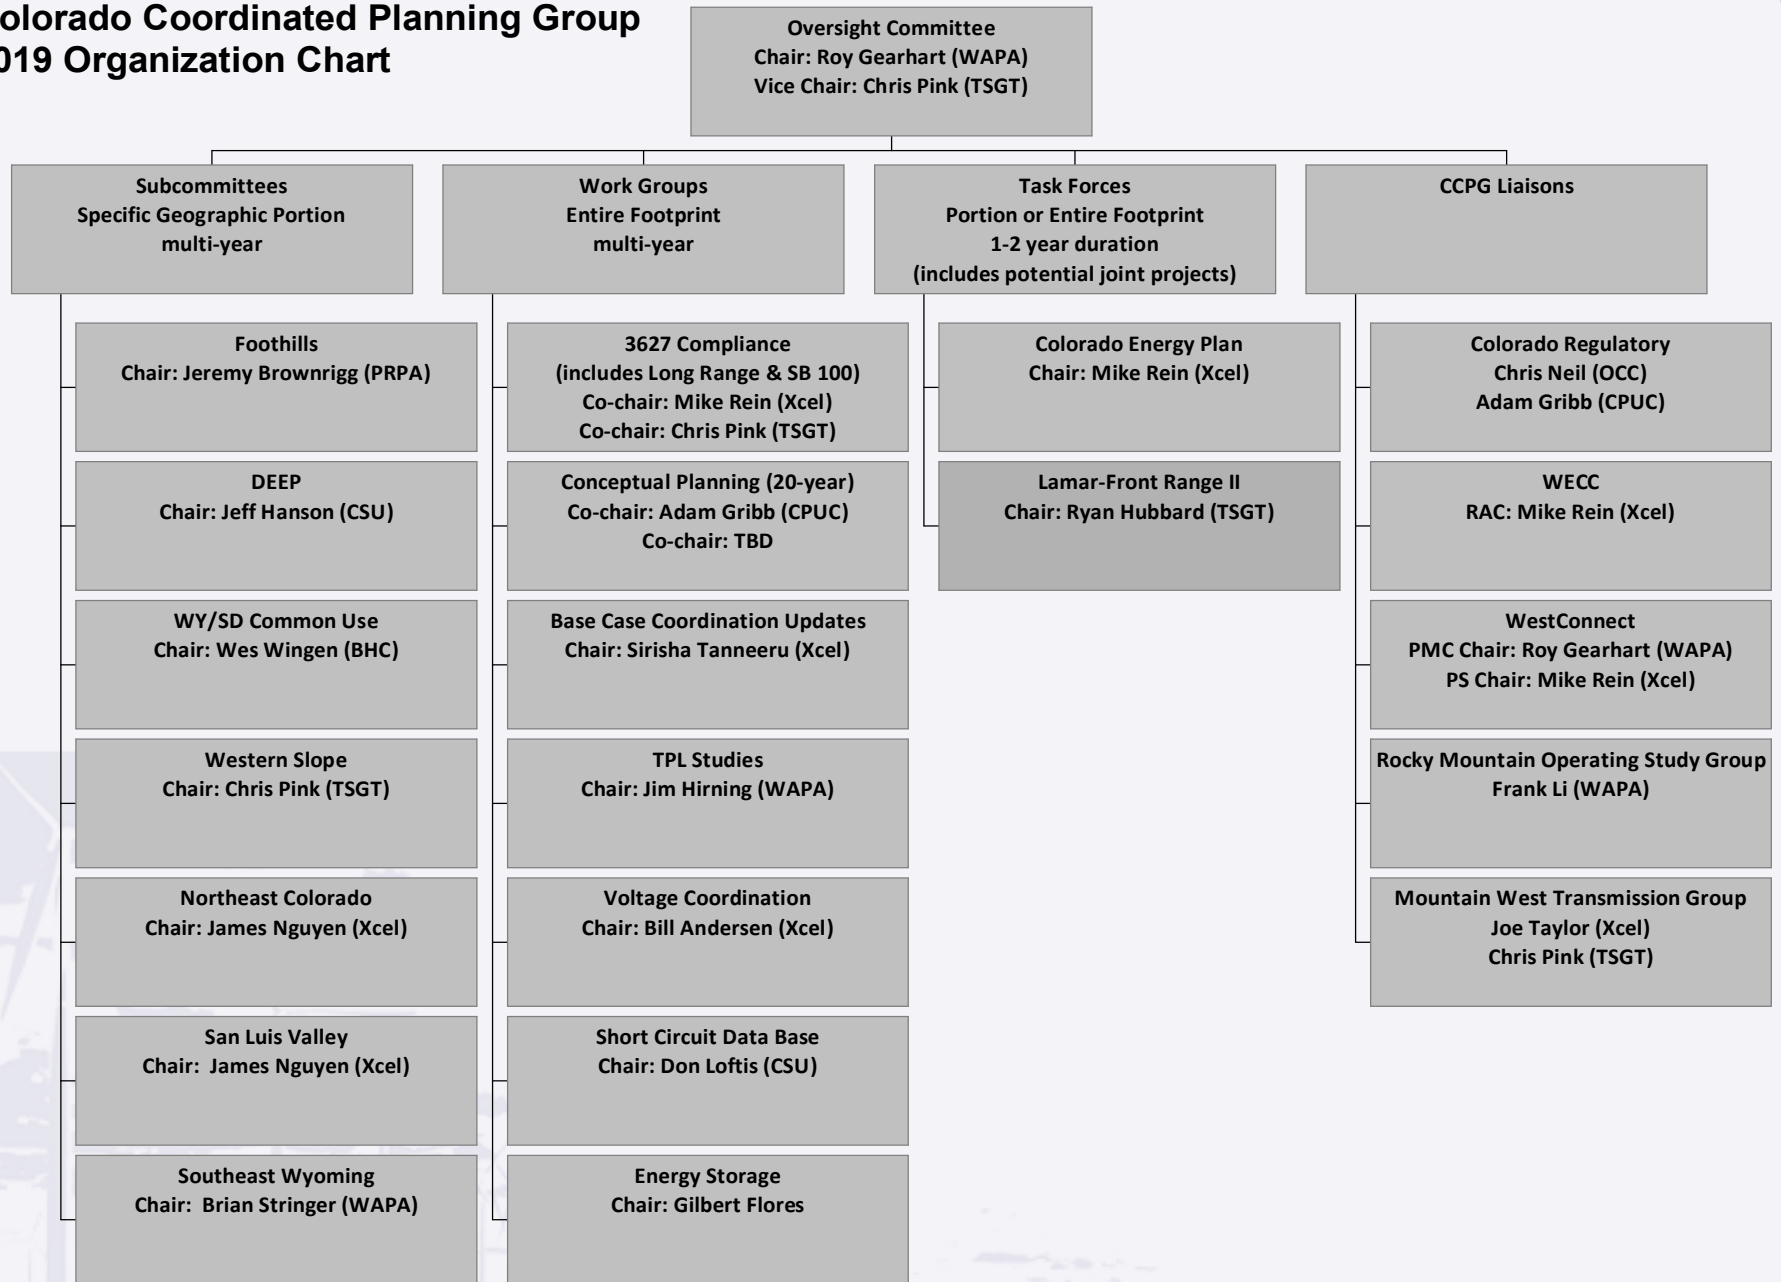 olorado Coordinated Planning Group
019 Organization Chart
Oversight Committee
Chair: Roy Gearhart (WAPA)
Vice Chair: Chris Pink (TSGT)
Subcommittees
Specific Geographic Portion
multi-year
Work Groups
Entire Footprint
multi-year
Task Forces
Portion or Entire Footprint
1-2 year duration
(includes potential joint projects)
CCPG Liaisons
Foothills
Chair: Jeremy Brownrigg (PRPA)
DEEP
Chair: Jeff Hanson (CSU)
WY/SD Common Use
Chair: Wes Wingen (BHC)
Western Slope
Chair: Chris Pink (TSGT)
Northeast Colorado
Chair: James Nguyen (Xcel)
San Luis Valley
Chair:  James Nguyen (Xcel)
Southeast Wyoming
Chair:  Brian Stringer (WAPA)
3627 Compliance
(includes Long Range & SB 100)
Co-chair: Mike Rein (Xcel)
Co-chair: Chris Pink (TSGT)
Conceptual Planning (20-year)
Co-chair: Adam Gribb (CPUC)
Co-chair: TBD
Base Case Coordination Updates
Chair: Sirisha Tanneeru (Xcel)
TPL Studies
Chair: Jim Hirning (WAPA)
Voltage Coordination
Chair: Bill Andersen (Xcel)
Short Circuit Data Base
Chair: Don Loftis (CSU)
Energy Storage
Chair: Gilbert Flores
Colorado Energy Plan
Chair: Mike Rein (Xcel)
Lamar-Front Range II
Chair: Ryan Hubbard (TSGT)
Colorado Regulatory
Chris Neil (OCC)
Adam Gribb (CPUC)
WECC
RAC: Mike Rein (Xcel)
WestConnect
PMC Chair: Roy Gearhart (WAPA)
PS Chair: Mike Rein (Xcel)
Rocky Mountain Operating Study Group
Frank Li (WAPA)
Mountain West Transmission Group
Joe Taylor (Xcel)
Chris Pink (TSGT)